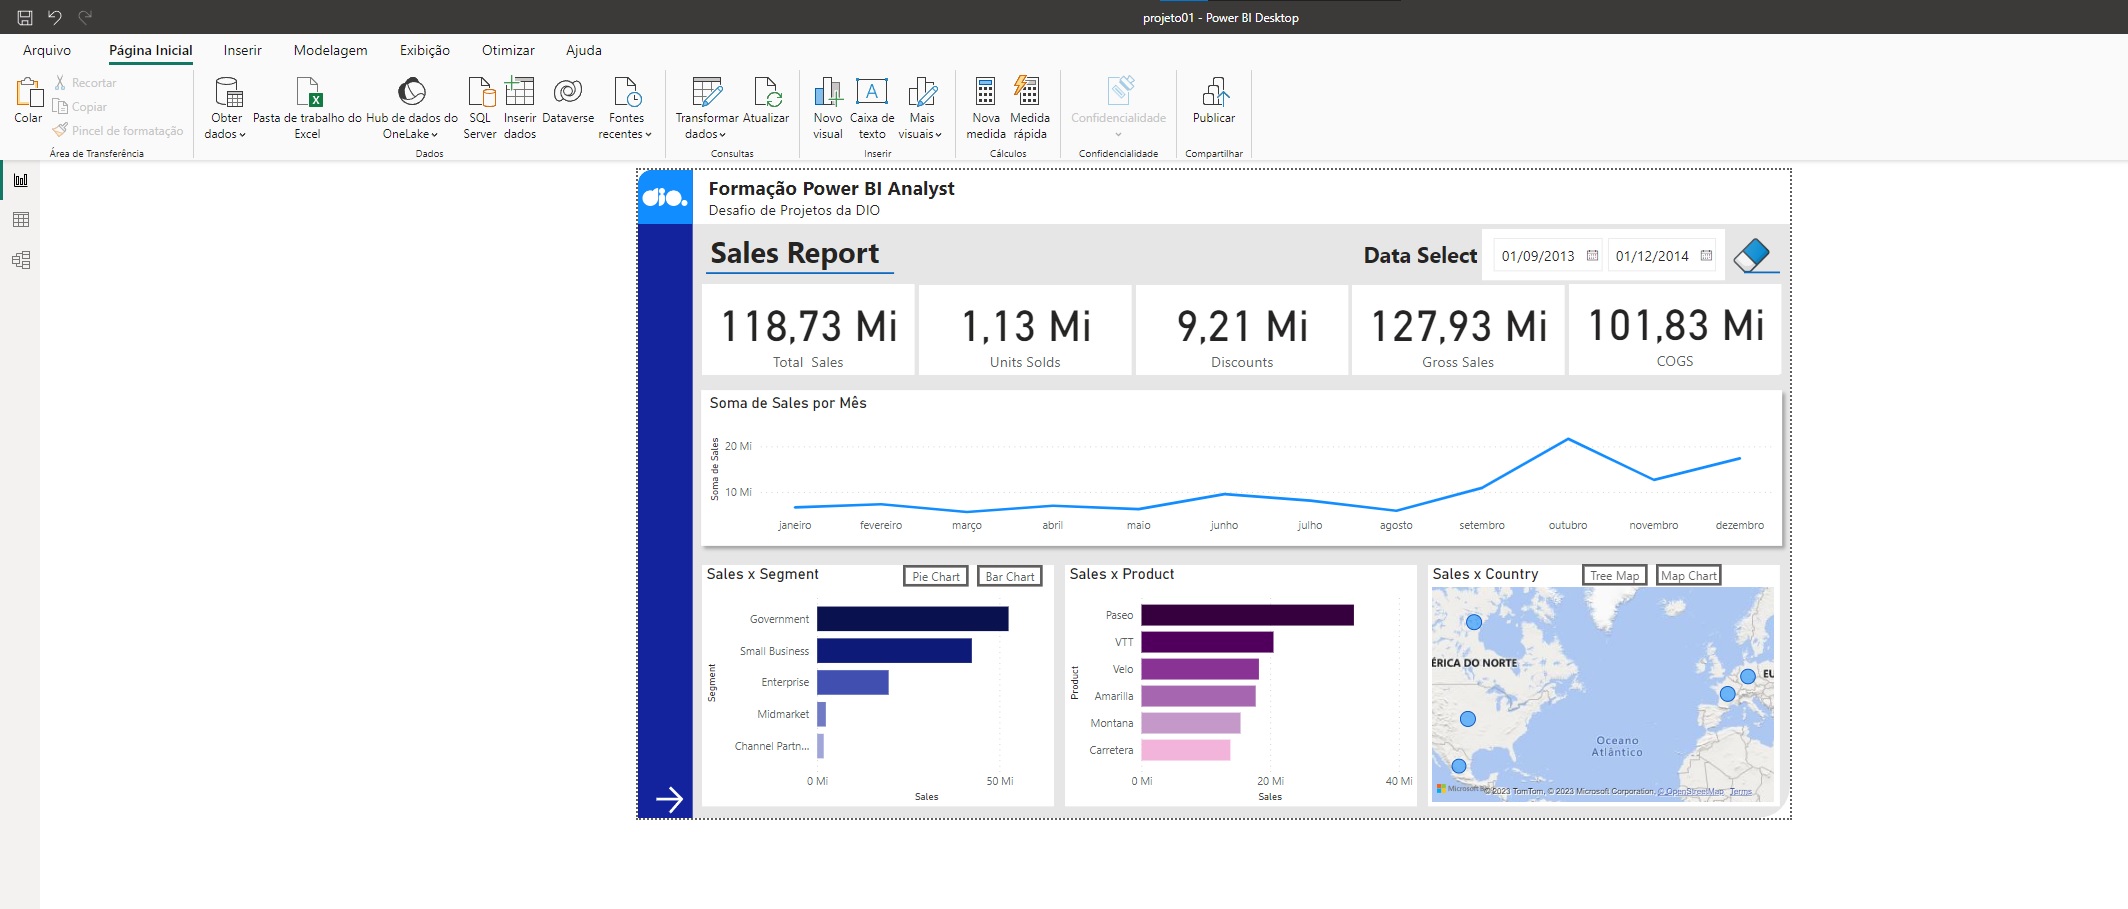 projeto01 - Power BI Desktop
Arquivo
Página Inicial
Inserir
Modelagem
Exibição
Otimizar
Ajuda
Colar
Recortar
Copiar
Pincel de formatação
Área de Transferência
Obter dados
Pasta de trabalho do Excel
Hub de dados do OneLake
SQL Server
Inserir dados
Dataverse
Fontes recentes
Dados
Transformar dados
Atualizar
Consultas
Novo visual
Caixa de texto
Mais visuais
Inserir
Nova medida
Medida rápida
Cálculos
Confidencialidade
Confidencialidade
Publicar
Compartilhar
dio.
Formação Power BI Analyst
Desafio de Projetos da DIO
Sales Report
Data Select
01/09/2013
01/12/2014
118,73 Mi
Total Sales
1,13 Mi
Units Solds
9,21 Mi
Discounts
127,93 Mi
Gross Sales
101,83 Mi
COGS
Soma de Sales por Mês
Soma de Sales
20 Mi
10 Mi
janeiro fevereiro março abril maio junho julho agosto setembro outubro novembro dezembro
Sales x Segment
Pie Chart
Bar Chart
Segment
Government
Small Business
Enterprise
Midmarket
Channel Partn...
0 Mi 50 Mi
Sales
Sales x Product
Product
Paseo
VTT
Velo
Amarilla
Montana
Carretera
0 Mi 20 Mi 40 Mi
Sales
Sales x Country
Tree Map
Map Chart
ÉRICA DO NORTE
EU
Oceano
Atlântico
Microsoft
© 2023 TomTom, © 2023 Microsoft Corporation, © OpenStreetMap Terms